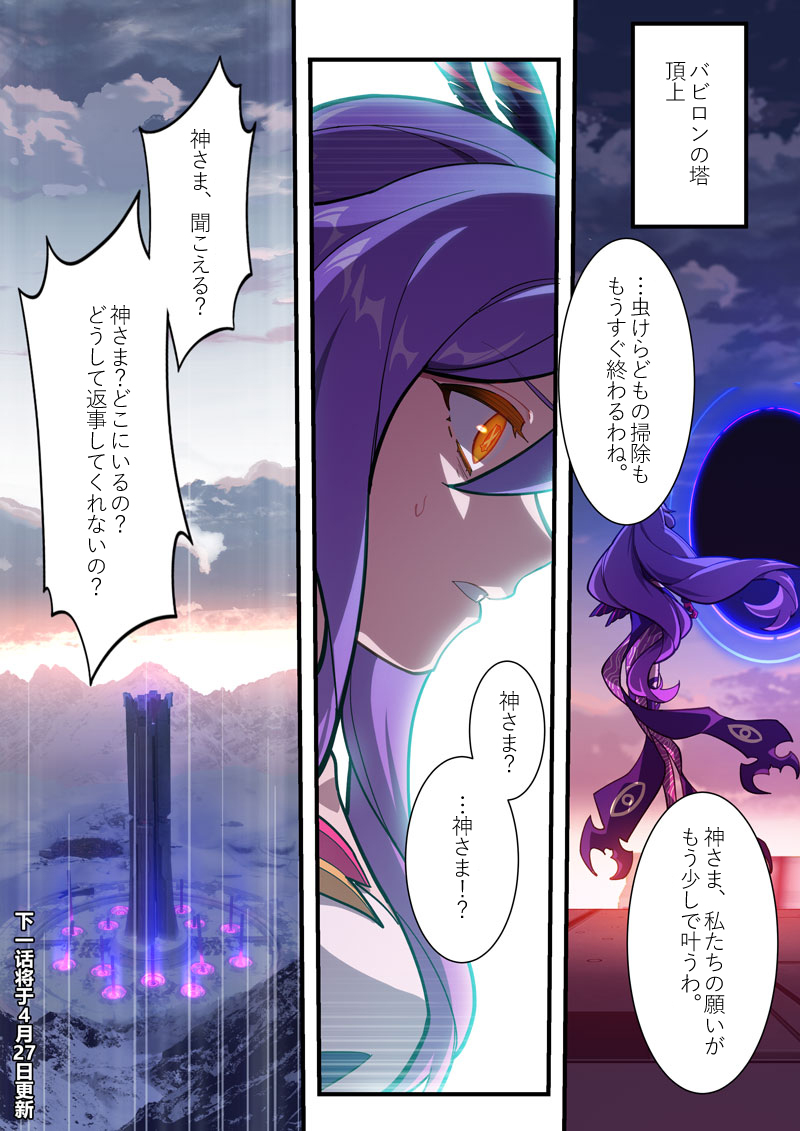 バビロンの塔
頂上
…虫けらどもの掃除も
もうすぐ終わるわね。
神さま、私たちの願いが
もう少しで叶うわ。
神さま？
…神さま！？
神さま、聞こえる？
神さま？どこにいるの？
どうして返事してくれないの？
下一话将于4月27日更新